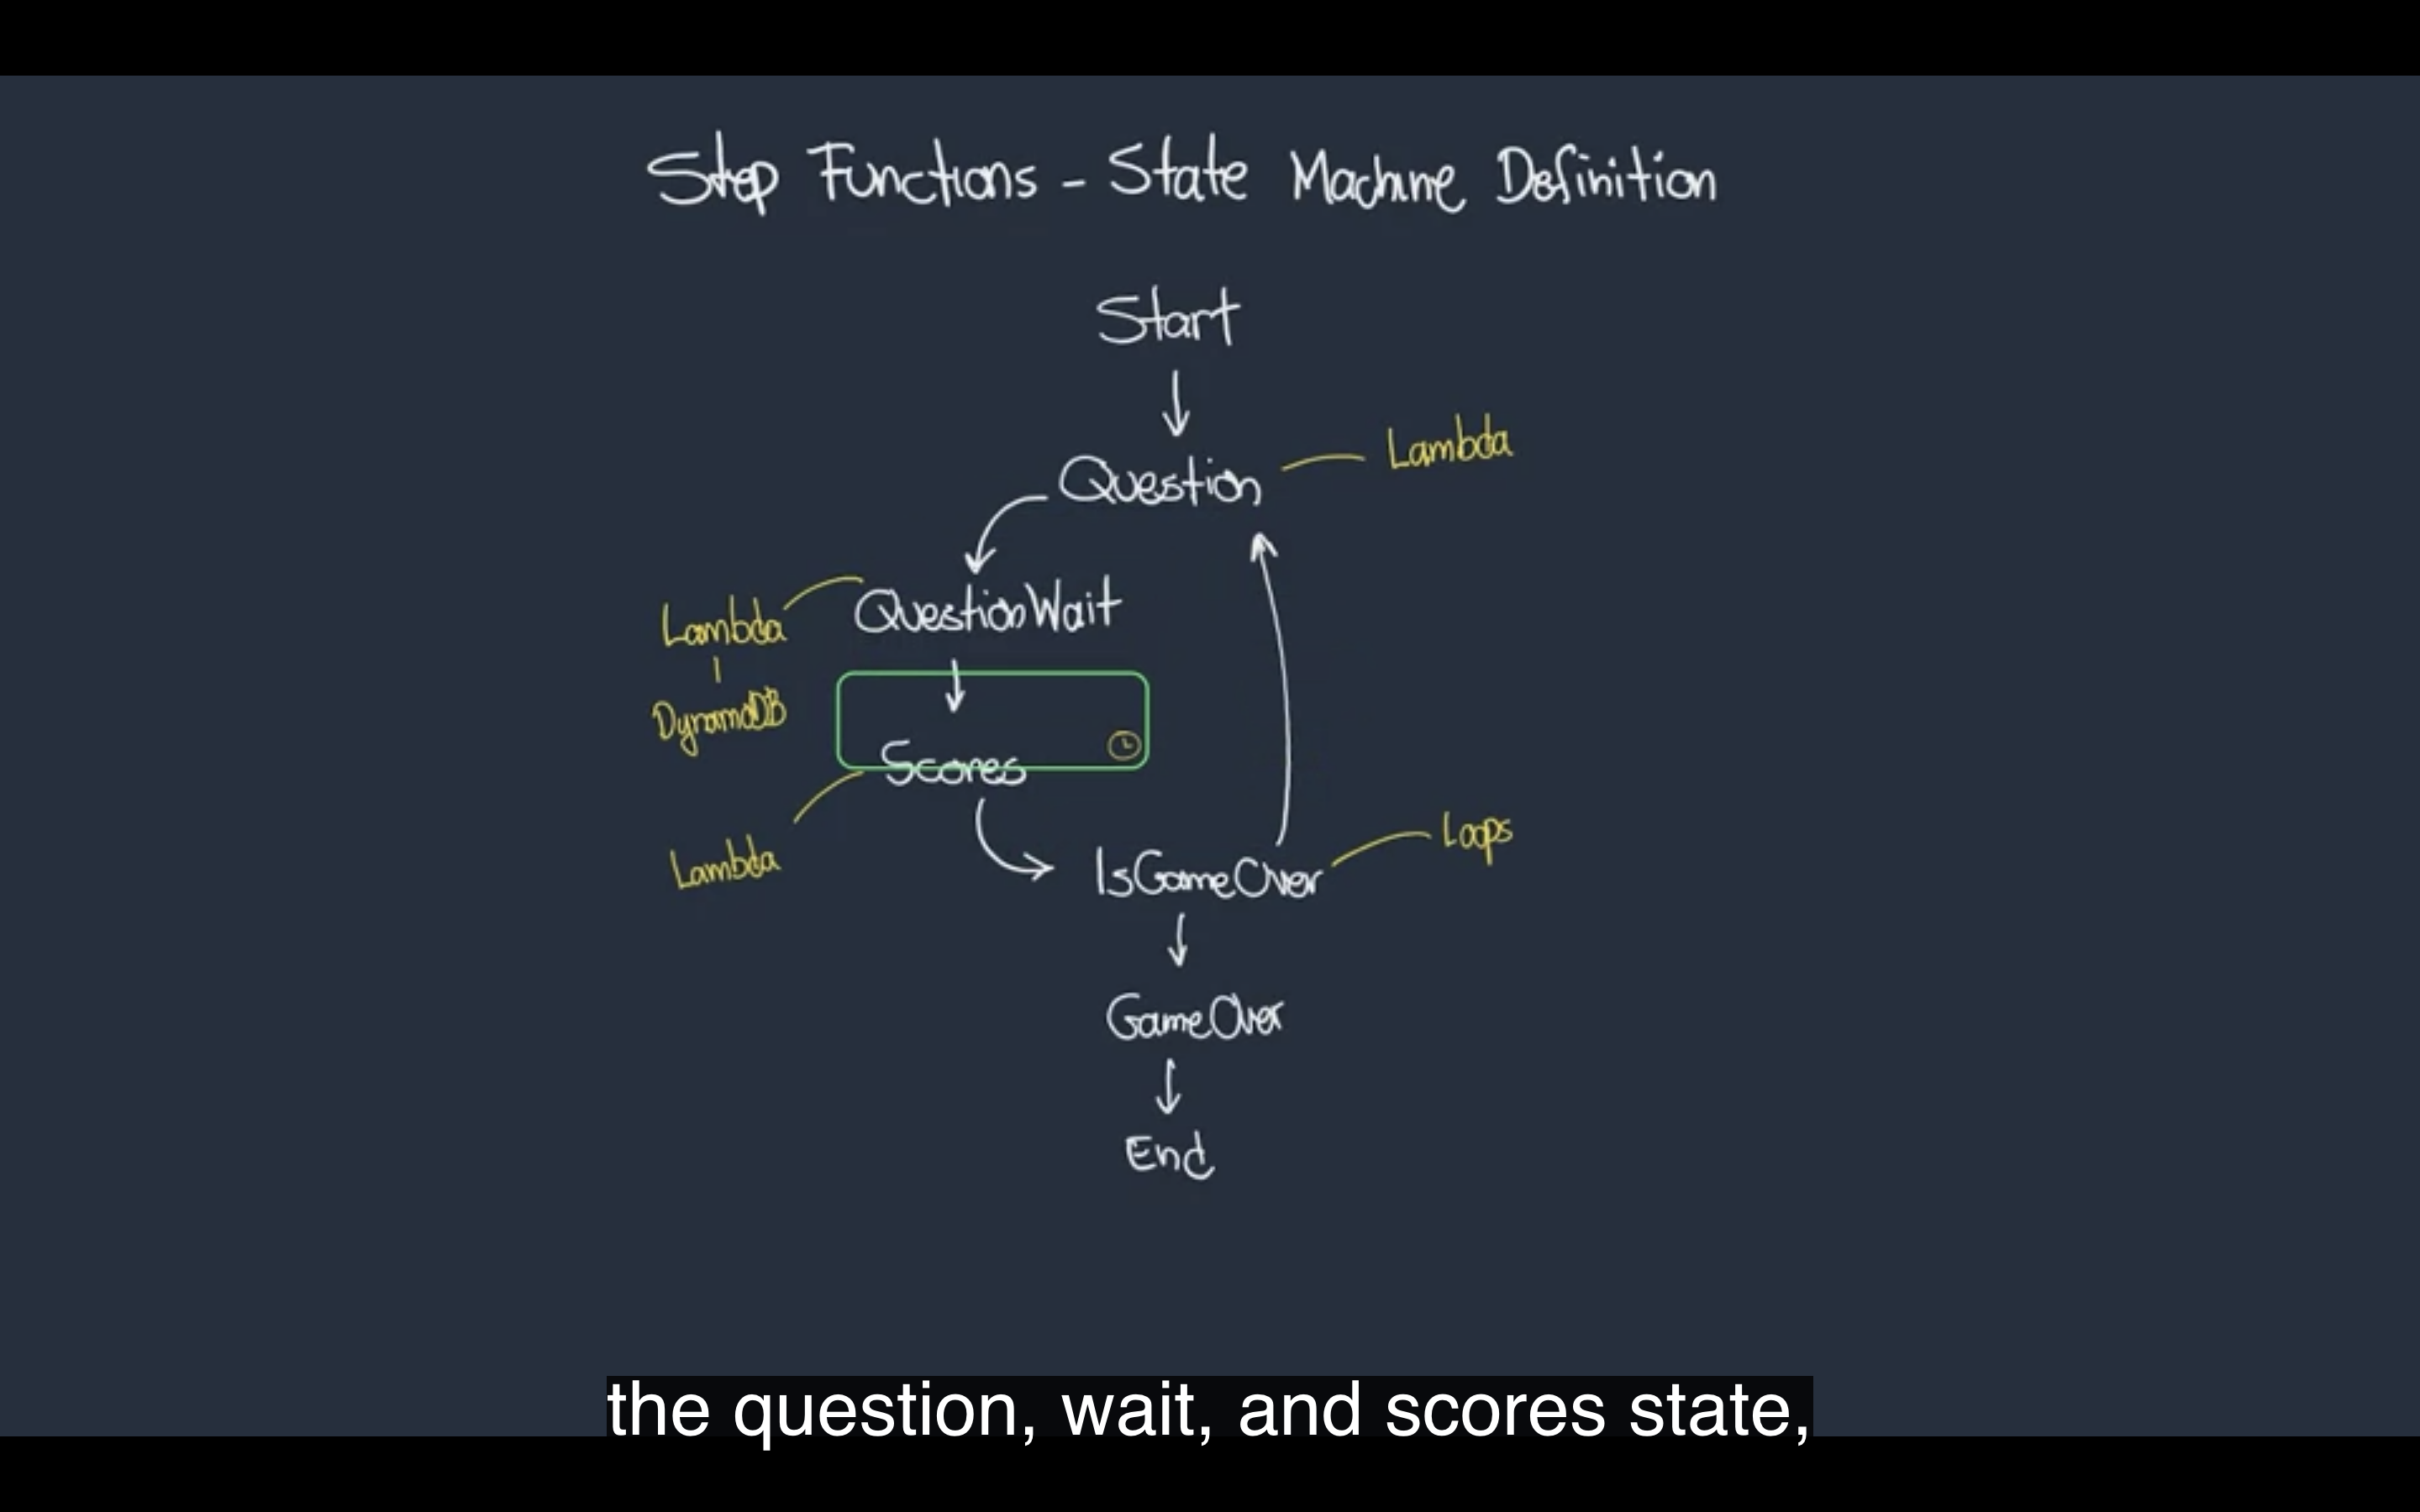 Step Functions - State Machine Definition
Start
Question
Lambda
QuestionWait
Lambda
DynamoDB
Scores
Lambda
Loops
IsGameOver
GameOver
End
the question, wait, and scores state,